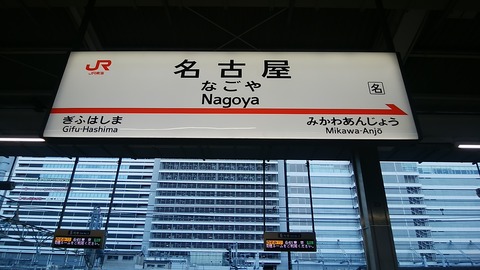 JR
JR東海
名古屋
なごや
Nagoya
名
ぎふはしま
Gifu-Hashima
みかわあんじょう
Mikawa-Anjō